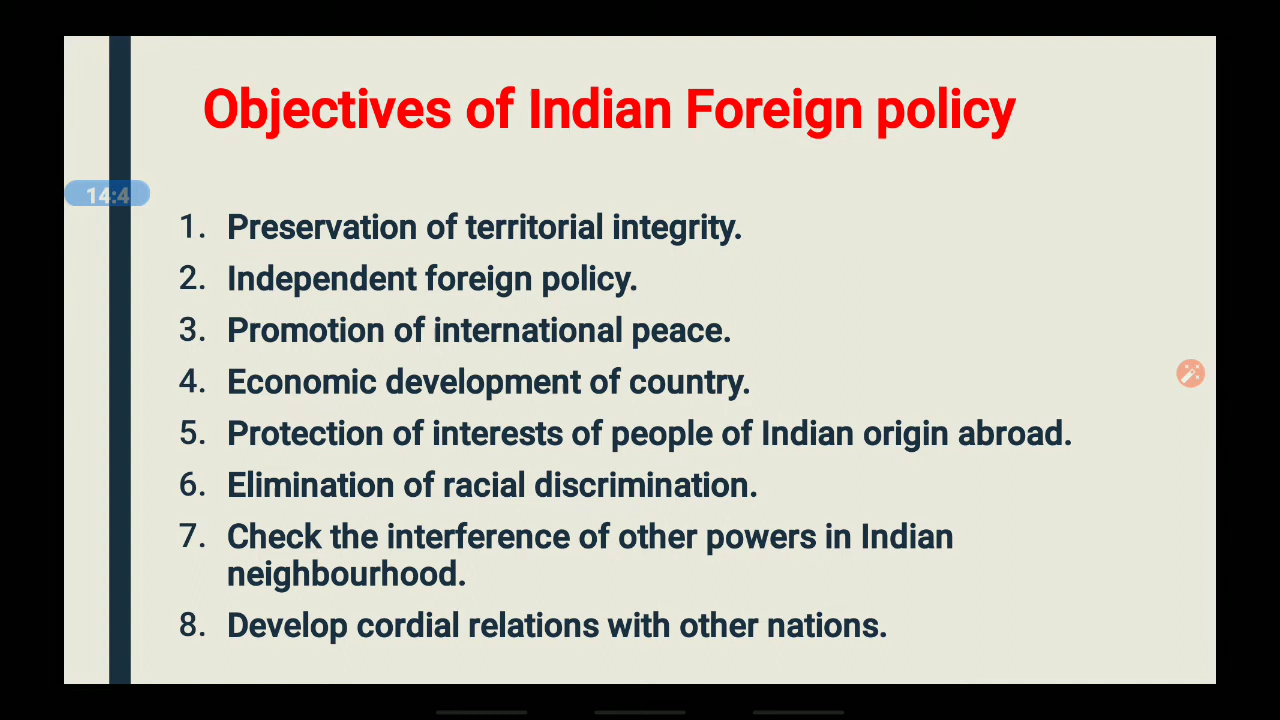 Objectives of Indian Foreign policy
14:4
1. Preservation of territorial integrity.
2. Independent foreign policy.
3. Promotion of international peace.
4. Economic development of country.
5. Protection of interests of people of Indian origin abroad.
6. Elimination of racial discrimination.
7. Check the interference of other powers in Indian
neighbourhood.
8. Develop cordial relations with other nations.